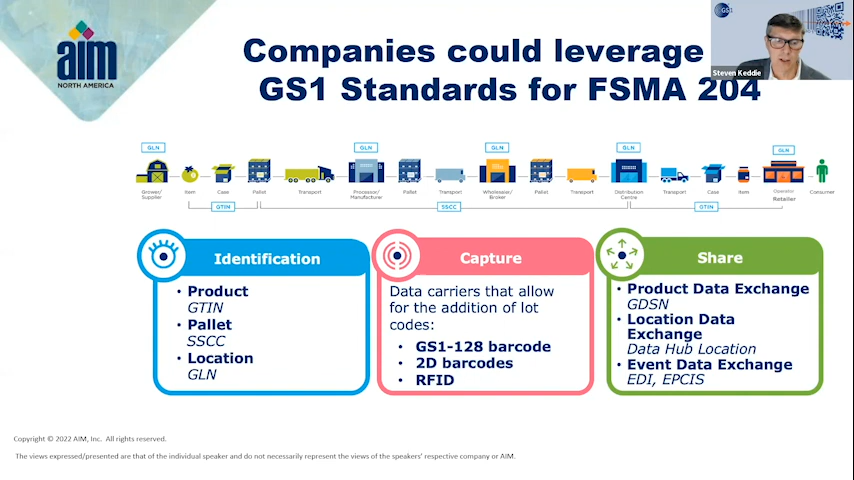 GS1
aim
NORTH AMERICA
Companies could leverage
GS1 Standards for FSMA 204
Steven Keddie
GLN GLN GLN GLN GLN
Grower/ Item Case Pallet Transport Processor/ Pallet Transport Wholesaler/ Pallet Transport Distribution Transport Case Item Operator Consumer
Supplier Manufacturer Broker Centre Retailer
GTIN SSCC GTIN
Identification
• Product
GTIN
• Pallet
SSCC
• Location
GLN
Capture
Data carriers that allow
for the addition of lot
codes:
• GS1-128 barcode
• 2D barcodes
• RFID
Share
• Product Data Exchange
GDSN
• Location Data
Exchange
Data Hub Location
• Event Data Exchange
EDI, EPCIS
Copyright © 2022 AIM, Inc. All rights reserved.
The views expressed/presented are that of the individual speaker and do not necessarily represent the views of the speakers' respective company or AIM.